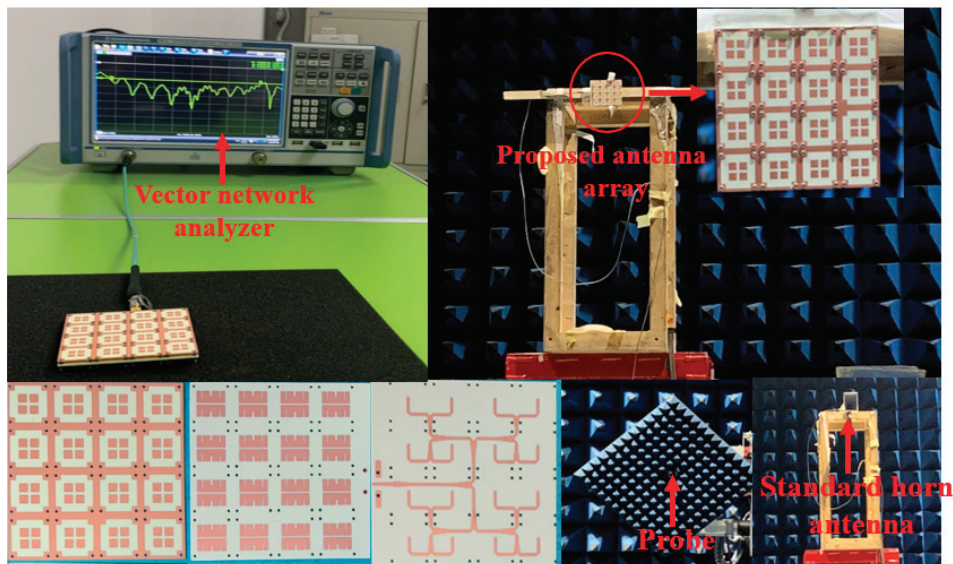 Vector network
analyzer
Proposed antenna
array
Probe
Standard horn
antenna